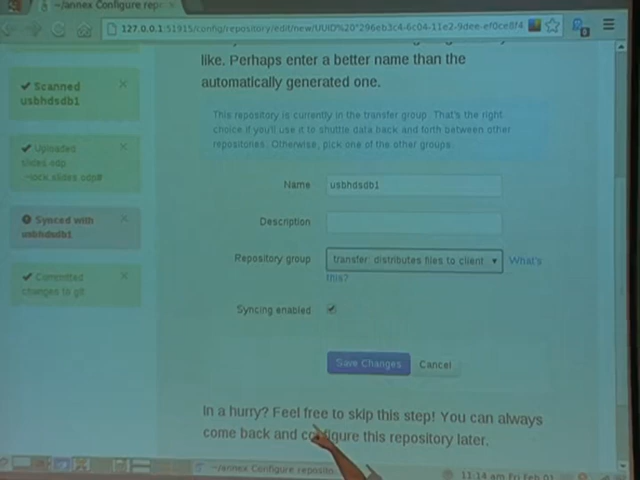 ~/annex Configure repo
127.0.0.1:51915/config/repository/edit/new/UUID%20"296eb3c4-6c04-11e2-9dee-ef0ce8f4
like. Perhaps enter a better name than the
automatically generated one.
This repository is currently in the transfer group. That's the right
choice if you'll use it to shuttle data back and forth between other
repositories. Otherwise, pick one of the other groups.
Scanned
usbhdsdb1
Uploaded
slides.odp
.~lock.slides.odp#
Synced with
usbhdsdb1
Committed
changes to git
Name usbhdsdb1
Description
Repository group transfer: distributes files to client What's
this?
Syncing enabled
Save Changes Cancel
In a hurry? Feel free to skip this step! You can always
come back and configure this repository later.
~/annex Configure reposito
11:14 am Fri Feb 01